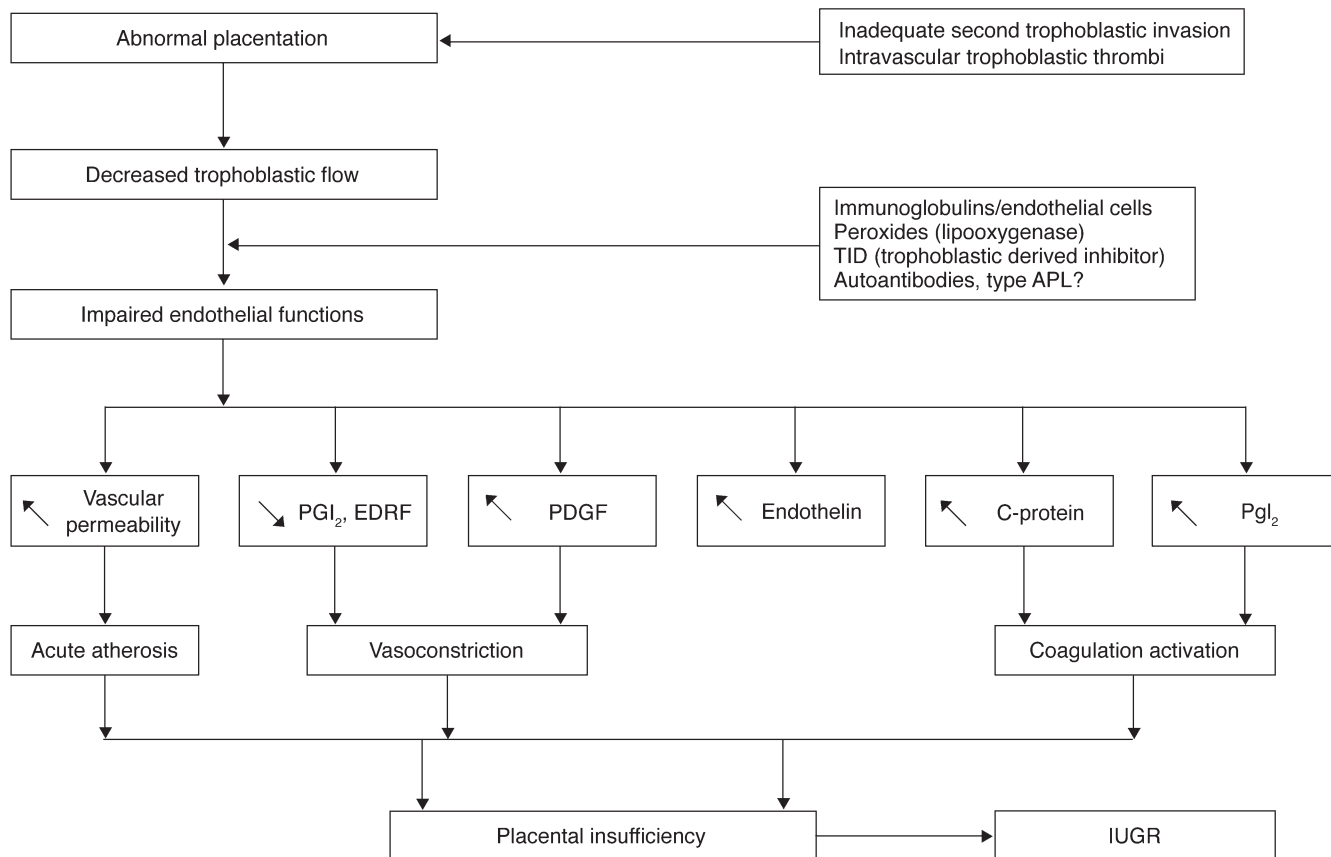 Abnormal placentation
Inadequate second trophoblastic invasion
Intravascular trophoblastic thrombi
Decreased trophoblastic flow
Immunoglobulins/endothelial cells
Peroxides (lipooxygenase)
TID (trophoblastic derived inhibitor)
Autoantibodies, type APL?
Impaired endothelial functions
Vascular
permeability
PGI₂, EDRF
PDGF
Endothelin
C-protein
PgI₂
Acute atherosis
Vasoconstriction
Coagulation activation
Placental insufficiency
IUGR